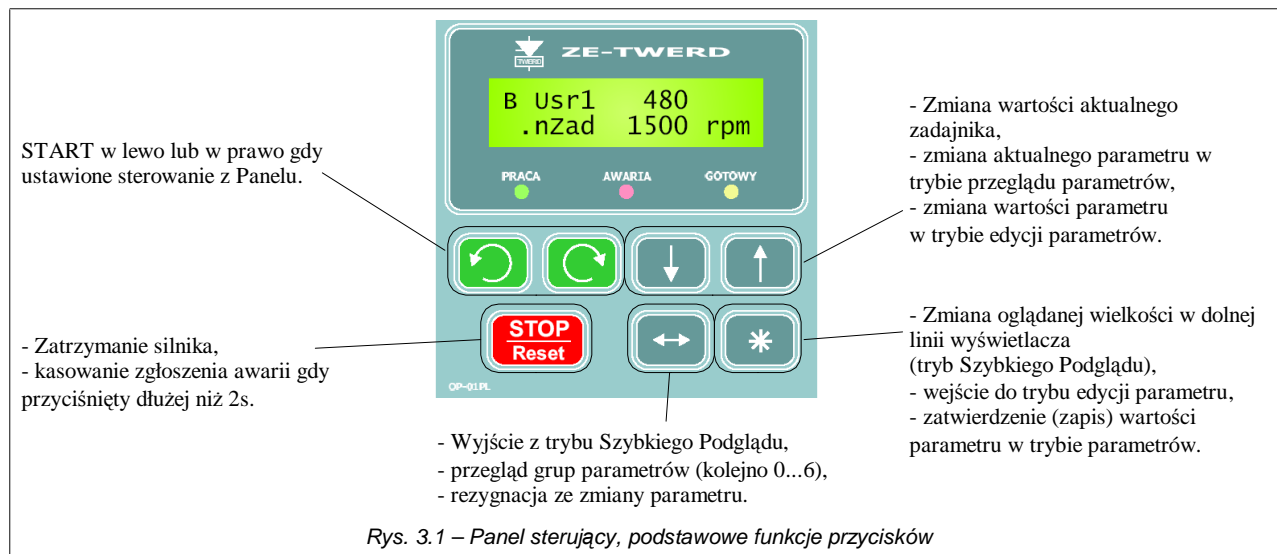 ZE-TWERD
TWERD
B Usr1 480
.nZad 1500 rpm
PRACA AWARIA GOTOWY
START w lewo lub w prawo gdy
ustawione sterowanie z Panelu.
- Zmiana wartości aktualnego
zadajnika,
- zmiana aktualnego parametru w
trybie przeglądu parametrów,
- zmiana wartości parametru
w trybie edycji parametrów.
STOP
Reset
OP-01PL
- Zatrzymanie silnika,
- kasowanie zgłoszenia awarii gdy
przyciśnięty dłużej niż 2s.
- Zmiana oglądanej wielkości w dolnej
linii wyświetlacza
(tryb Szybkiego Podglądu),
- wejście do trybu edycji parametru,
- zatwierdzenie (zapis) wartości
parametru w trybie parametrów.
- Wyjście z trybu Szybkiego Podglądu,
- przegląd grup parametrów (kolejno 0...6),
- rezygnacja ze zmiany parametru.
Rys. 3.1 – Panel sterujący, podstawowe funkcje przycisków